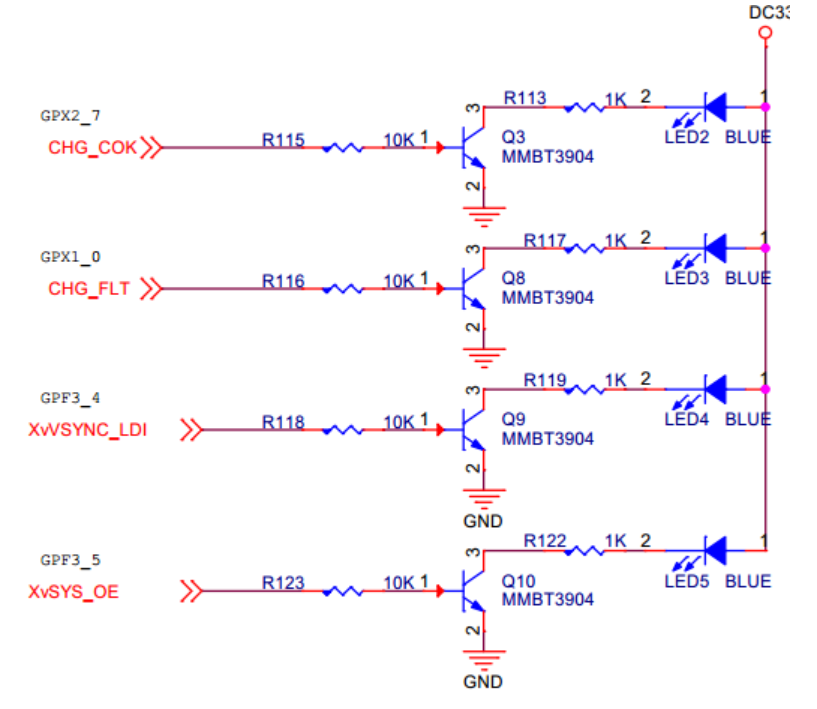 DC33
GPX2_7
CHG_COK
R115
10K
1
3
2
Q3
MMBT3904
R113
1K
2
1
LED2
BLUE
GPX1_0
CHG_FLT
R116
10K
1
3
2
Q8
MMBT3904
R117
1K
2
1
LED3
BLUE
GPF3_4
XvVSYNC_LDI
R118
10K
1
3
2
Q9
MMBT3904
GND
R119
1K
2
1
LED4
BLUE
GPF3_5
XvSYS_OE
R123
10K
1
3
2
Q10
MMBT3904
GND
R122
1K
2
1
LED5
BLUE